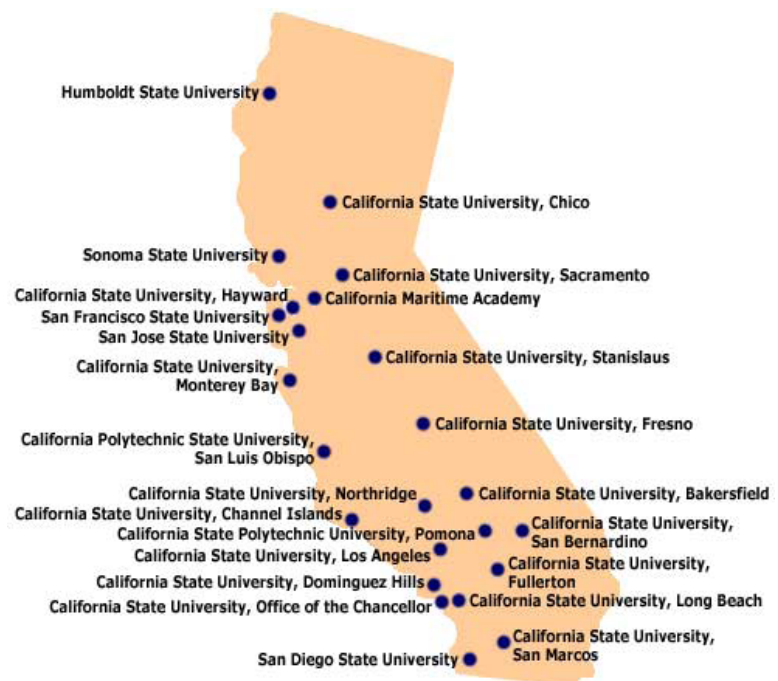 Humboldt State University
California State University, Chico
Sonoma State University
California State University, Sacramento
California State University, Hayward
California Maritime Academy
San Francisco State University
San Jose State University
California State University, Stanislaus
California State University,
Monterey Bay
California State University, Fresno
California Polytechnic State University,
San Luis Obispo
California State University, Northridge
California State University, Bakersfield
California State University, Channel Islands
California State Polytechnic University, Pomona
California State University,
San Bernardino
California State University, Los Angeles
California State University,
Fullerton
California State University, Dominguez Hills
California State University, Office of the Chancellor
California State University, Long Beach
California State University,
San Marcos
San Diego State University